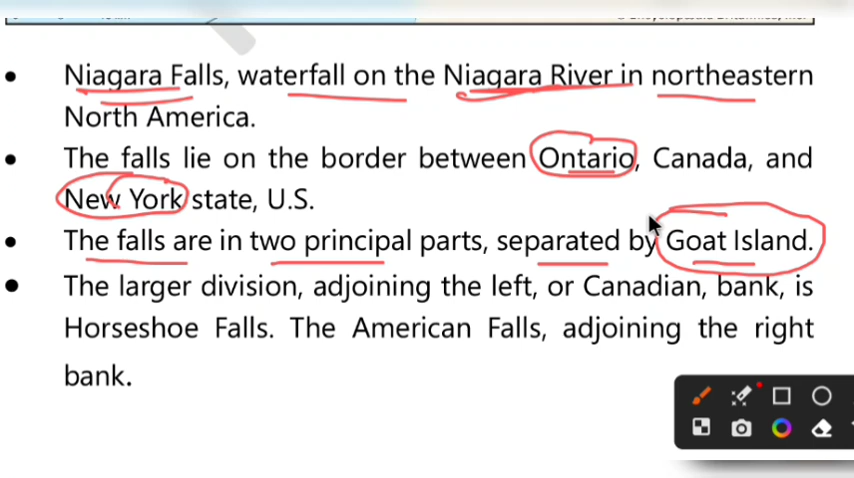 • Niagara Falls, waterfall on the Niagara River in northeastern
North America.
• The falls lie on the border between Ontario, Canada, and
New York state, U.S.
• The falls are in two principal parts, separated by Goat Island.
• The larger division, adjoining the left, or Canadian, bank, is
Horseshoe Falls. The American Falls, adjoining the right
bank.